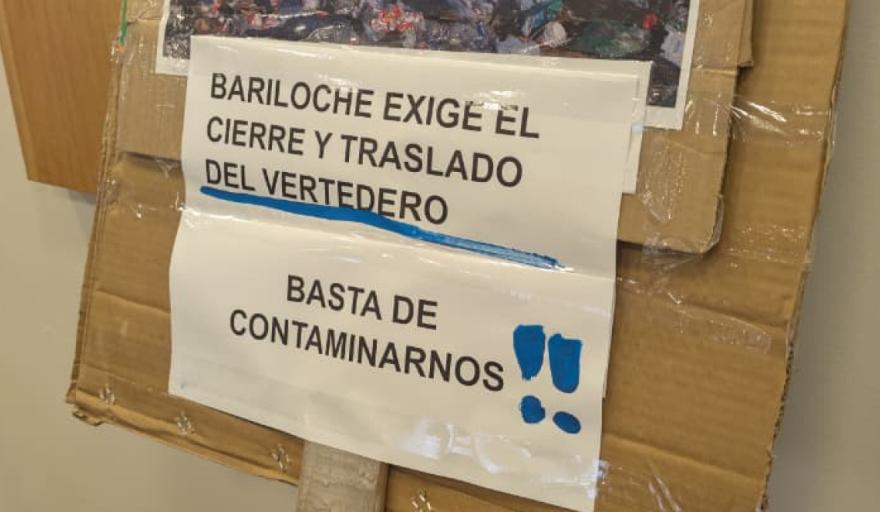 BARILOCHE EXIGE EL
CIERRE Y TRASLADO
DEL VERTEDERO
BASTA DE
CONTAMINARNOS!!